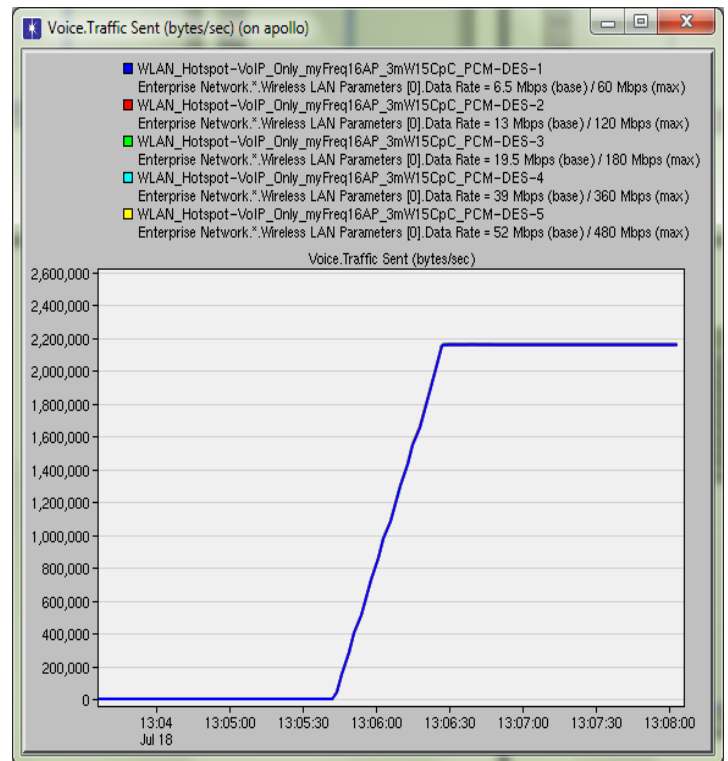 Voice.Traffic Sent (bytes/sec) (on apollo)
WLAN_Hotspot-VoIP_Only_myFreq16AP_3mW15CpC_PCM-DES-1
Enterprise Network.*.Wireless LAN Parameters [0].Data Rate = 6.5 Mbps (base) / 60 Mbps (max)
WLAN_Hotspot-VoIP_Only_myFreq16AP_3mW15CpC_PCM-DES-2
Enterprise Network.*.Wireless LAN Parameters [0].Data Rate = 13 Mbps (base) / 120 Mbps (max)
WLAN_Hotspot-VoIP_Only_myFreq16AP_3mW15CpC_PCM-DES-3
Enterprise Network.*.Wireless LAN Parameters [0].Data Rate = 19.5 Mbps (base) / 180 Mbps (max)
WLAN_Hotspot-VoIP_Only_myFreq16AP_3mW15CpC_PCM-DES-4
Enterprise Network.*.Wireless LAN Parameters [0].Data Rate = 39 Mbps (base) / 360 Mbps (max)
WLAN_Hotspot-VoIP_Only_myFreq16AP_3mW15CpC_PCM-DES-5
Enterprise Network.*.Wireless LAN Parameters [0].Data Rate = 52 Mbps (base) / 480 Mbps (max)
Voice.Traffic Sent (bytes/sec)
2,600,000
2,400,000
2,200,000
2,000,000
1,800,000
1,600,000
1,400,000
1,200,000
1,000,000
800,000
600,000
400,000
200,000
0
13:04 13:05:00 13:05:30 13:06:00 13:06:30 13:07:00 13:07:30 13:08:00
Jul 18